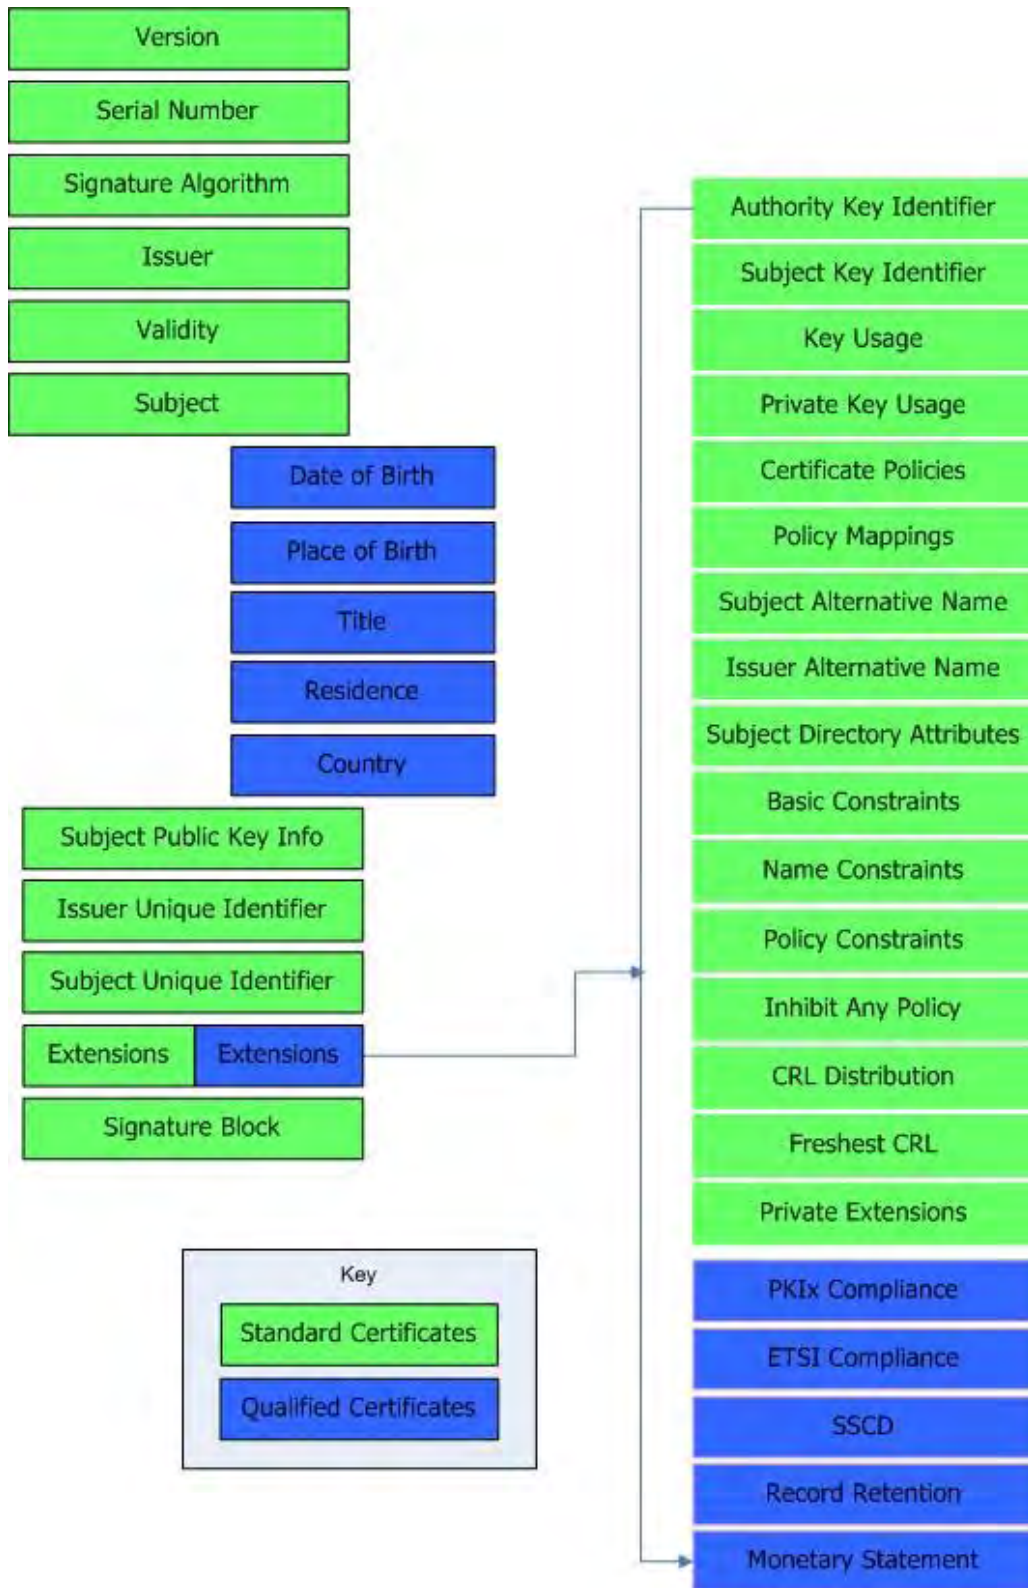 Version
Serial Number
Signature Algorithm
Issuer
Validity
Subject
Date of Birth
Place of Birth
Title
Residence
Country
Subject Public Key Info
Issuer Unique Identifier
Subject Unique Identifier
Extensions Extensions
Signature Block
Authority Key Identifier
Subject Key Identifier
Key Usage
Private Key Usage
Certificate Policies
Policy Mappings
Subject Alternative Name
Issuer Alternative Name
Subject Directory Attributes
Basic Constraints
Name Constraints
Policy Constraints
Inhibit Any Policy
CRL Distribution
Freshest CRL
Private Extensions
PKIx Compliance
ETSI Compliance
SSCD
Record Retention
Monetary Statement
Key
Standard Certificates
Qualified Certificates